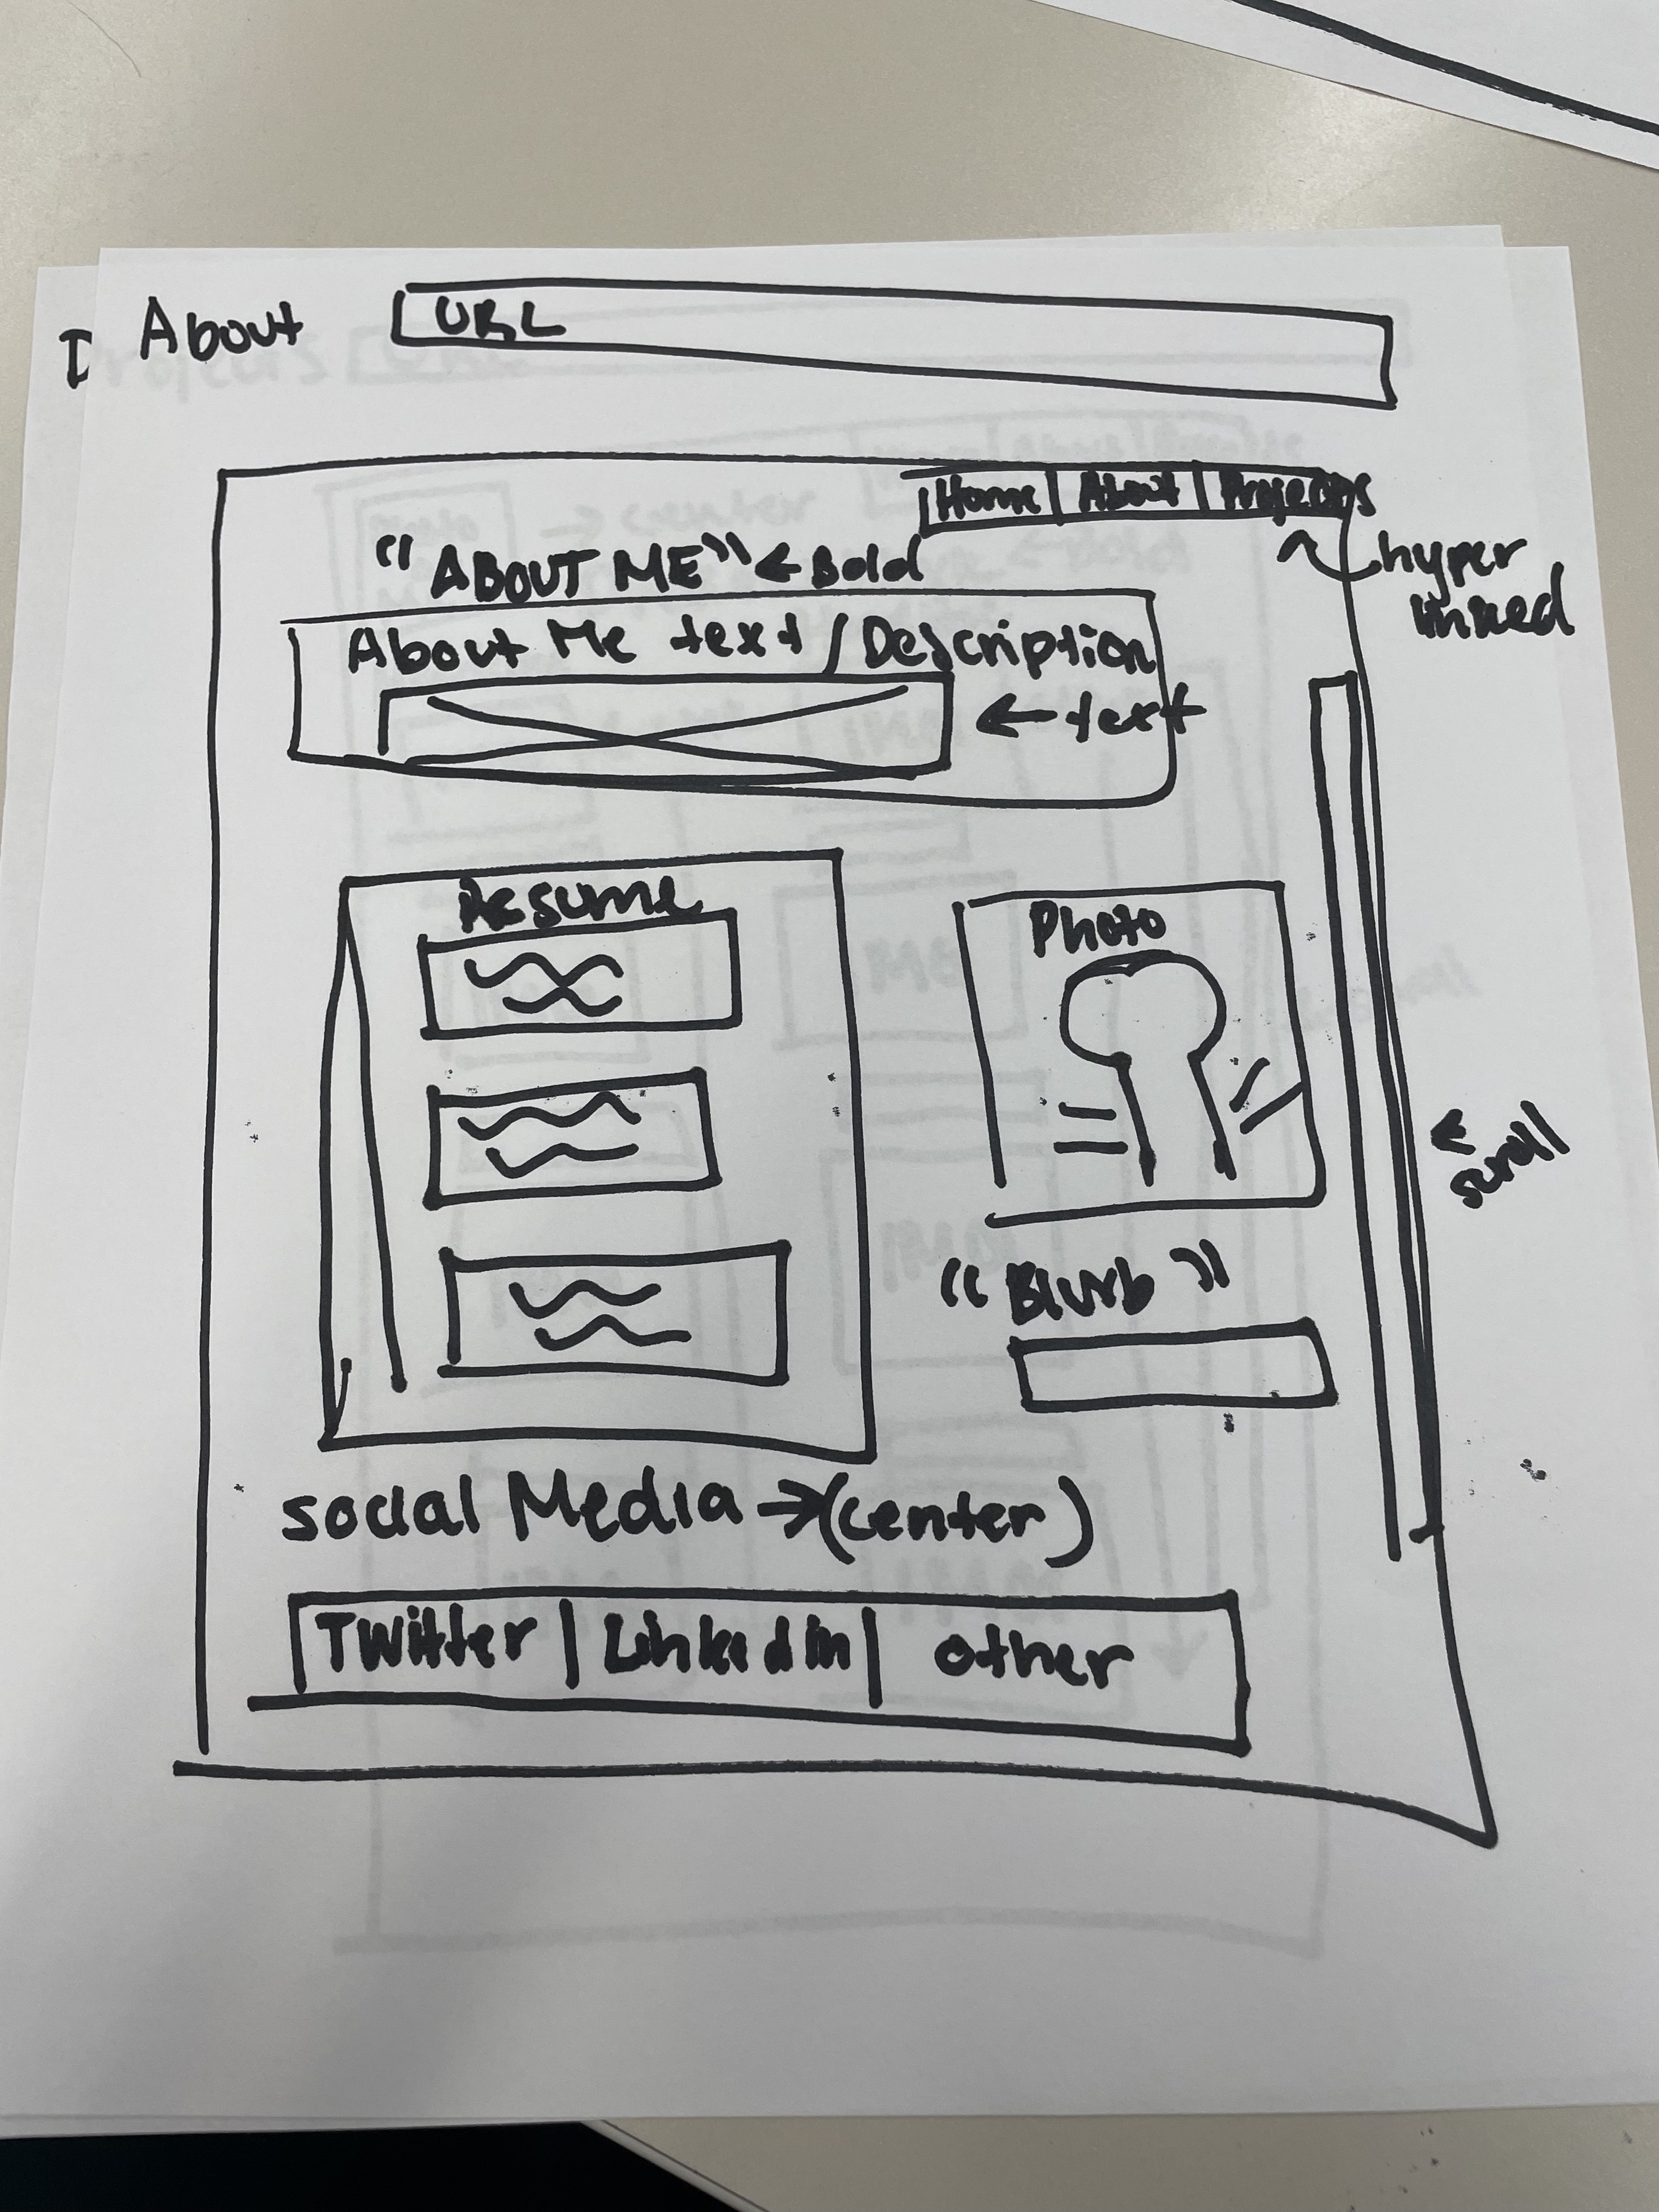 About
URL
Home | About | Projects
hyper
linked
"ABOUT ME" ← Bold
About Me text / Description
← text
Resume
Photo
← scroll
"Blurb"
social Media → (center)
Twitter | Linkedin | other